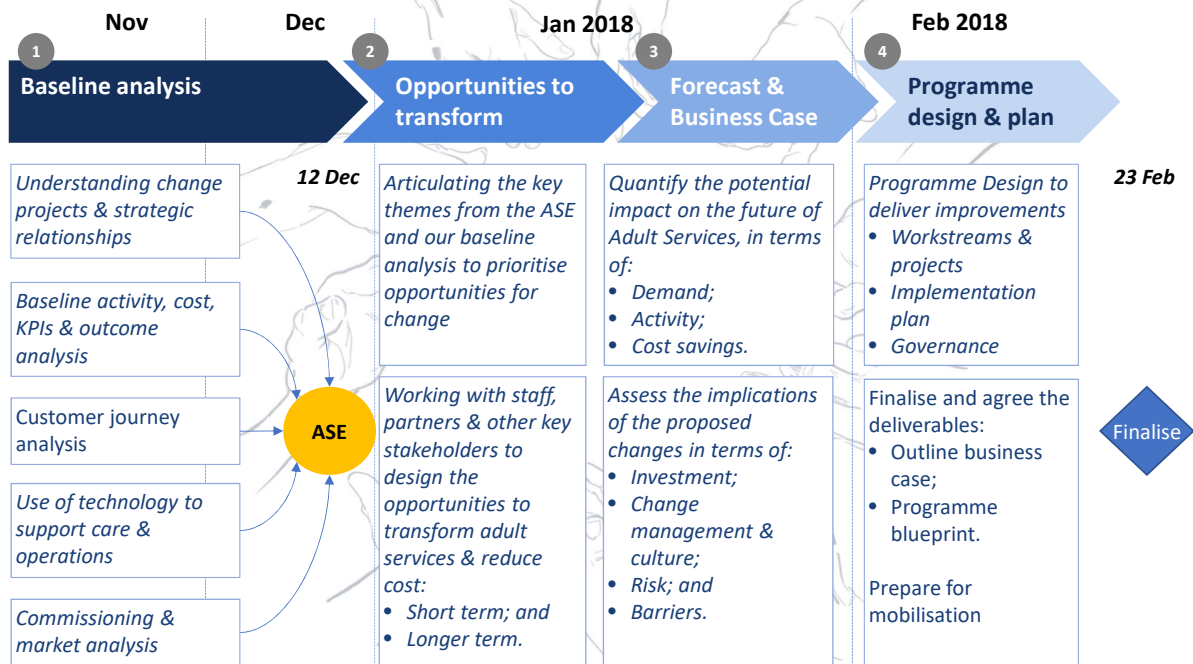 Nov
Dec
Jan 2018
Feb 2018
1
2
3
4
Baseline analysis
Opportunities to
transform
Forecast &
Business Case
Programme
design & plan
Understanding change
projects & strategic
relationships
Baseline activity, cost,
KPIs & outcome
analysis
Customer journey
analysis
Use of technology to
support care &
operations
Commissioning &
market analysis
12 Dec
ASE
Articulating the key
themes from the ASE
and our baseline
analysis to prioritise
opportunities for
change
Working with staff,
partners & other key
stakeholders to
design the
opportunities to
transform adult
services & reduce
cost:
• Short term; and
• Longer term.
Quantify the potential
impact on the future of
Adult Services, in terms
of:
• Demand;
• Activity;
• Cost savings.
Assess the implications
of the proposed
changes in terms of:
• Investment;
• Change
management &
culture;
• Risk; and
• Barriers.
Programme Design to
deliver improvements
• Workstreams &
projects
• Implementation
plan
• Governance
Finalise and agree the
deliverables:
• Outline business
case;
• Programme
blueprint.
Prepare for
mobilisation
23 Feb
Finalise